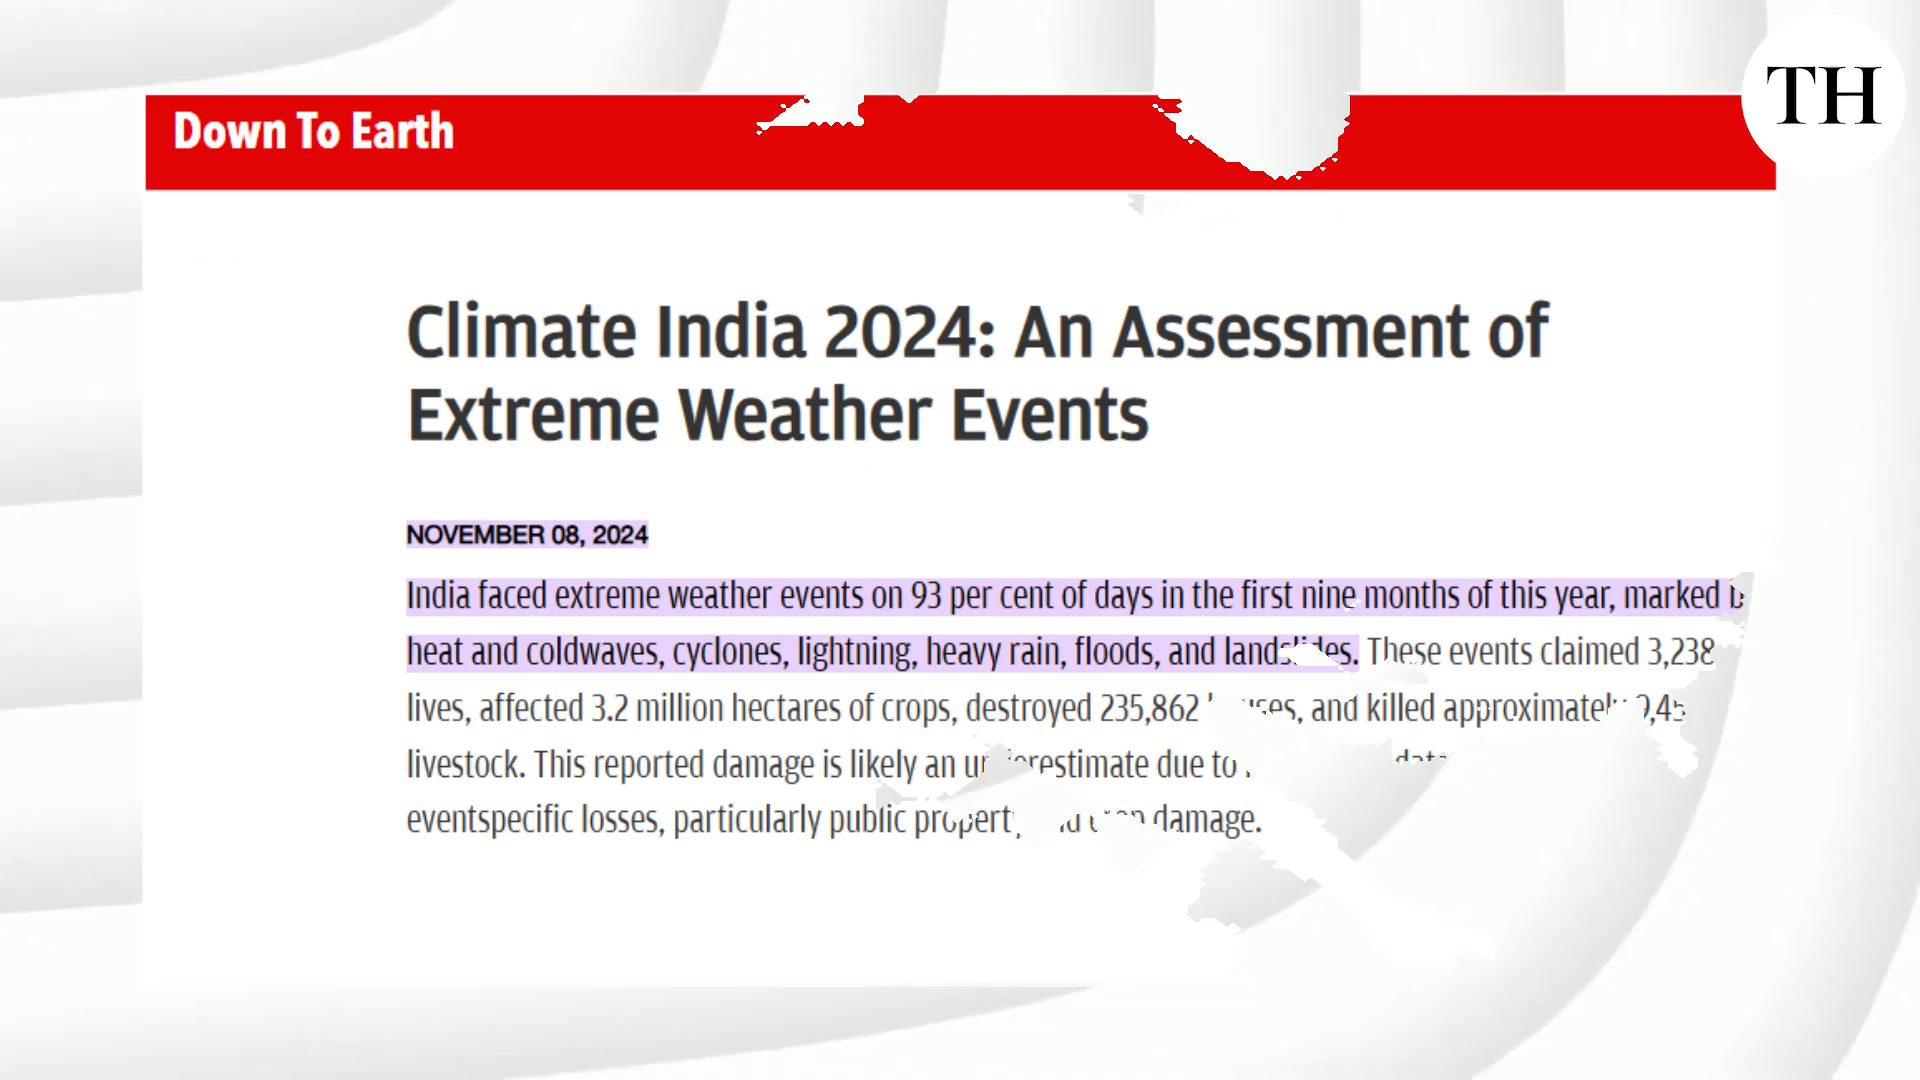 TH
Down To Earth
Climate India 2024: An Assessment of
Extreme Weather Events
NOVEMBER 08, 2024
India faced extreme weather events on 93 per cent of days in the first nine months of this year, marked
heat and coldwaves, cyclones, lightning, heavy rain, floods, and landslides. These events claimed 3,238
lives, affected 3.2 million hectares of crops, destroyed 235,862 and killed approximately
livestock. This reported damage is likely an underestimate due to
eventspecific losses, particularly public property damage.